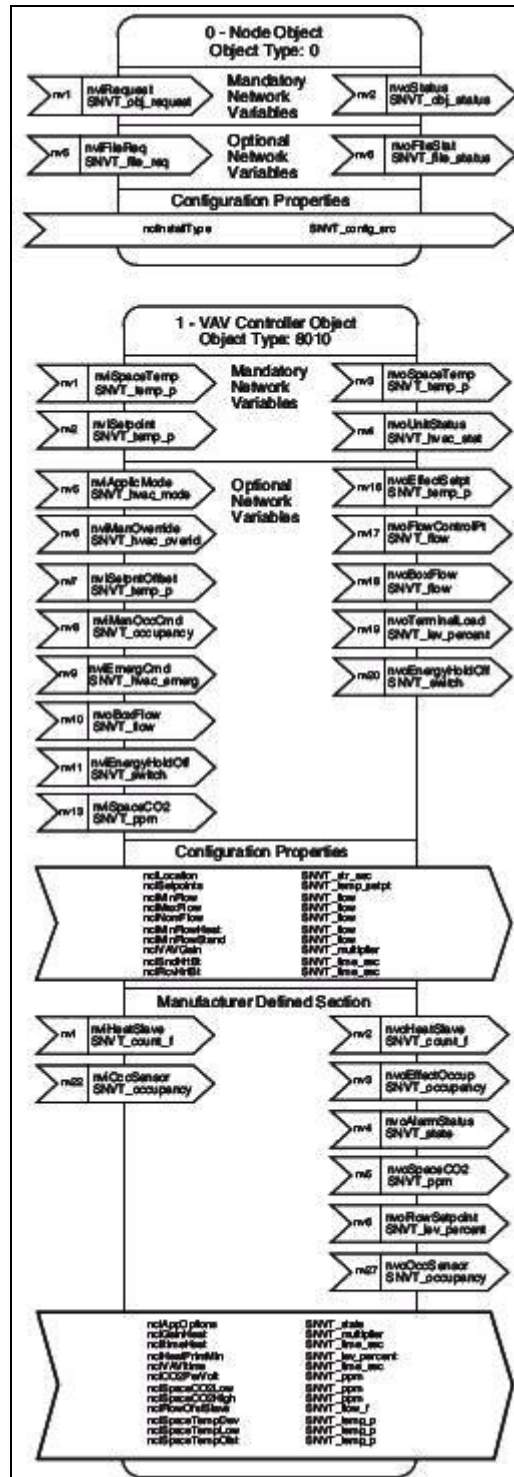 0 - Node Object
Object Type: 0
nv1
nviRequest
SNVT_obj_request
Mandatory
Network
Variables
nv2
nvoStatus
SNVT_obj_status
nv5
nviFileReq
SNVT_file_req
Optional
Network
Variables
nv6
nvoFileStat
SNVT_file_status
Configuration Properties
nciInstallType SNVT_config_src
1 - VAV Controller Object
Object Type: 8010
nv1
nviSpaceTemp
SNVT_temp_p
Mandatory
Network
Variables
nv3
nvoSpaceTemp
SNVT_temp_p
nv2
nviSetpoint
SNVT_temp_p
nv4
nvoUnitStatus
SNVT_hvac_stat
nv5
nviApplicMode
SNVT_hvac_mode
Optional
Network
Variables
nv16
nvoEffectSetpt
SNVT_temp_p
nv6
nviManOverride
SNVT_hvac_overid
nv17
nvoFlowControlPt
SNVT_flow
nv7
nviSetpntOffset
SNVT_temp_p
nv18
nvoBoxFlow
SNVT_flow
nv8
nviManOccCmd
SNVT_occupancy
nv19
nvoTerminalLoad
SNVT_lev_percent
nv9
nviEmergCmd
SNVT_hvac_emerg
nv20
nvoEnergyHoldOff
SNVT_switch
nv10
nvoBoxFlow
SNVT_flow
nv11
nviEnergyHoldOff
SNVT_switch
nv13
nviSpaceCO2
SNVT_ppm
Configuration Properties
nciLocation SNVT_str_asc
nciSetpoints SNVT_temp_setpt
nciMinFlow SNVT_flow
nciMaxFlow SNVT_flow
nciNomFlow SNVT_flow
nciMinFlowHeat SNVT_flow
nciMinFlowStand SNVT_flow
nciVAVGain SNVT_multiplier
nciSndHrtBt SNVT_time_sec
nciRcvHrtBt SNVT_time_sec
Manufacturer Defined Section
nv1
nviHeatSlave
SNVT_count_f
nv2
nvoHeatSlave
SNVT_count_f
nv22
nviOccSensor
SNVT_occupancy
nv3
nvoEffectOccup
SNVT_occupancy
nv4
nvoAlarmStatus
SNVT_state
nv5
nvoSpaceCO2
SNVT_ppm
nv6
nvoFlowSetpoint
SNVT_lev_percent
nv27
nvoOccSensor
SNVT_occupancy
nciAppOptions SNVT_state
nciGainHeat SNVT_multiplier
nciItimeHeat SNVT_time_sec
nciHeatPrimMin SNVT_lev_percent
nciVAVItime SNVT_time_sec
nciCO2PerVolt SNVT_ppm
nciSpaceCO2Low SNVT_ppm
nciSpaceCO2High SNVT_ppm
nciFlowOfstSlave SNVT_flow_f
nciSpaceTempDev SNVT_temp_p
nciSpaceTempLow SNVT_temp_p
nciSpaceTempOfst SNVT_temp_p